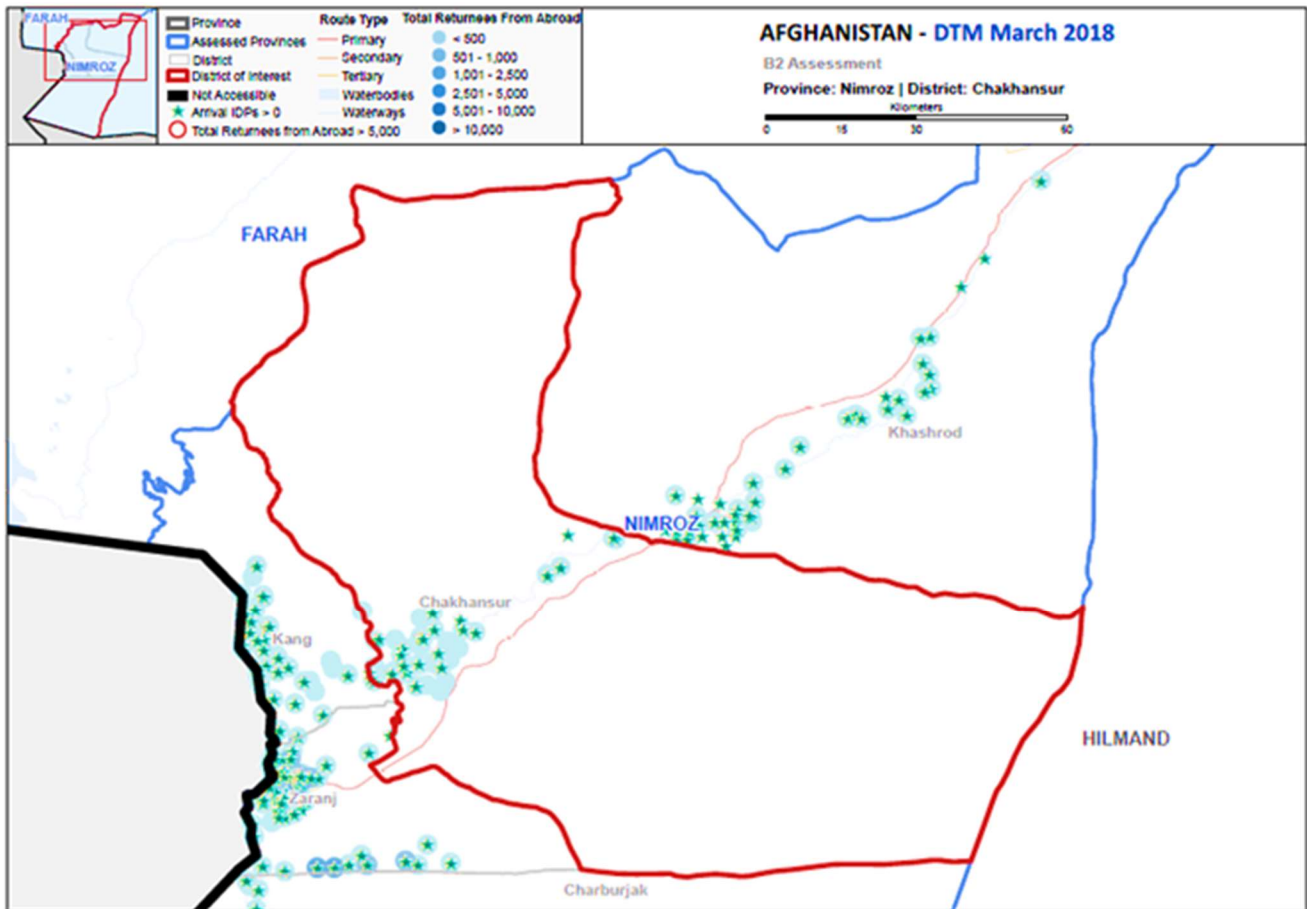 FARAH
NIMROZ
Province
Assessed Provinces
District
District of Interest
Not Accessible
Arrival IDPs > 0
Total Returnees from Abroad > 5,000
Route Type
Primary
Secondary
Tertiary
Waterbodies
Waterways
Total Returnees From Abroad
< 500
501 - 1,000
1,001 - 2,500
2,501 - 5,000
5,001 - 10,000
> 10,000
AFGHANISTAN - DTM March 2018
B2 Assessment
Province: Nimroz | District: Chakhansur
Kilometers
0 15 30 60
FARAH
Khashrod
NIMROZ
Chakhansur
Kang
HILMAND
Zaranj
Charburjak